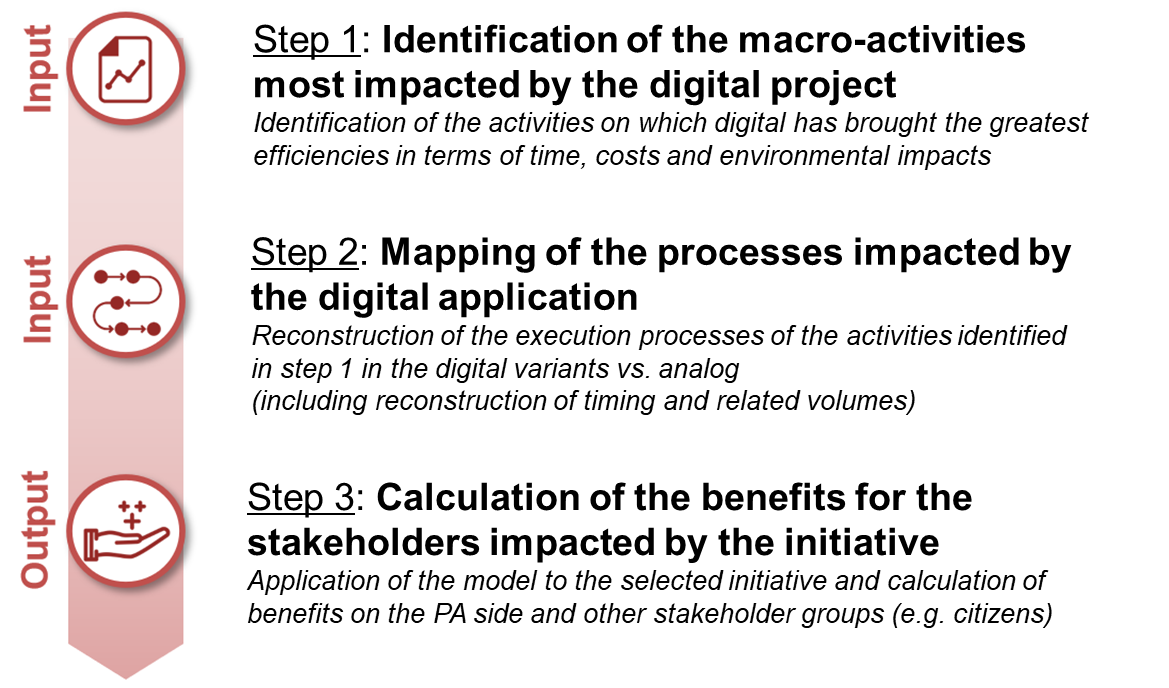 Input
Step 1: Identification of the macro-activities
most impacted by the digital project
Identification of the activities on which digital has brought the greatest
efficiencies in terms of time, costs and environmental impacts
Input
Step 2: Mapping of the processes impacted by
the digital application
Reconstruction of the execution processes of the activities identified
in step 1 in the digital variants vs. analog
(including reconstruction of timing and related volumes)
Output
Step 3: Calculation of the benefits for the
stakeholders impacted by the initiative
Application of the model to the selected initiative and calculation of
benefits on the PA side and other stakeholder groups (e.g. citizens)